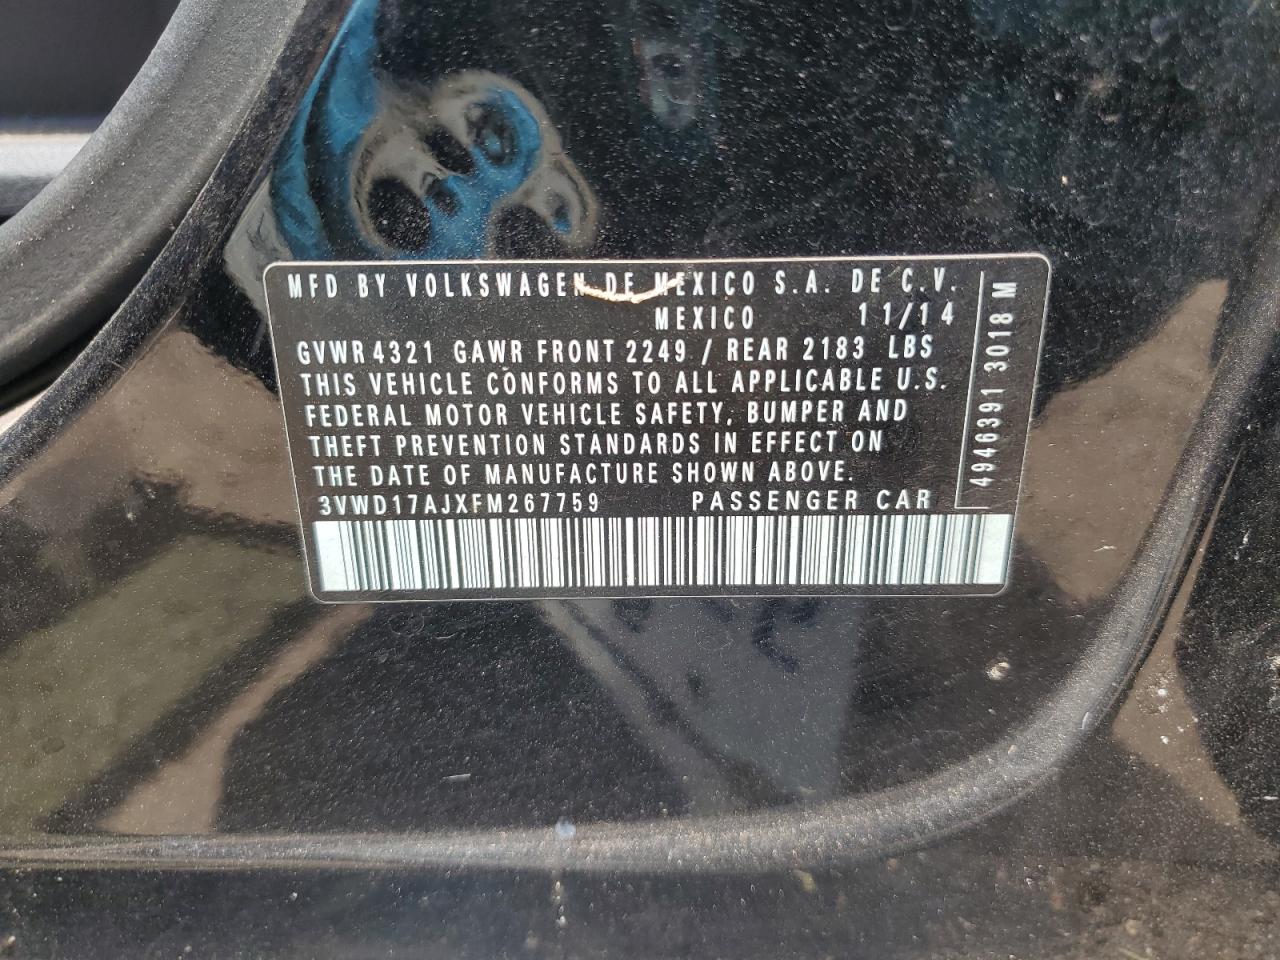 MFD BY VOLKSWAGEN DE MEXICO S.A. DE C.V.
MEXICO 11/14
GVWR 4321 GAWR FRONT 2249 / REAR 2183 LBS
THIS VEHICLE CONFORMS TO ALL APPLICABLE U.S.
FEDERAL MOTOR VEHICLE SAFETY, BUMPER AND
THEFT PREVENTION STANDARDS IN EFFECT ON
THE DATE OF MANUFACTURE SHOWN ABOVE.
3VWD17AJXFM267759 PASSENGER CAR
4946391 3018 M